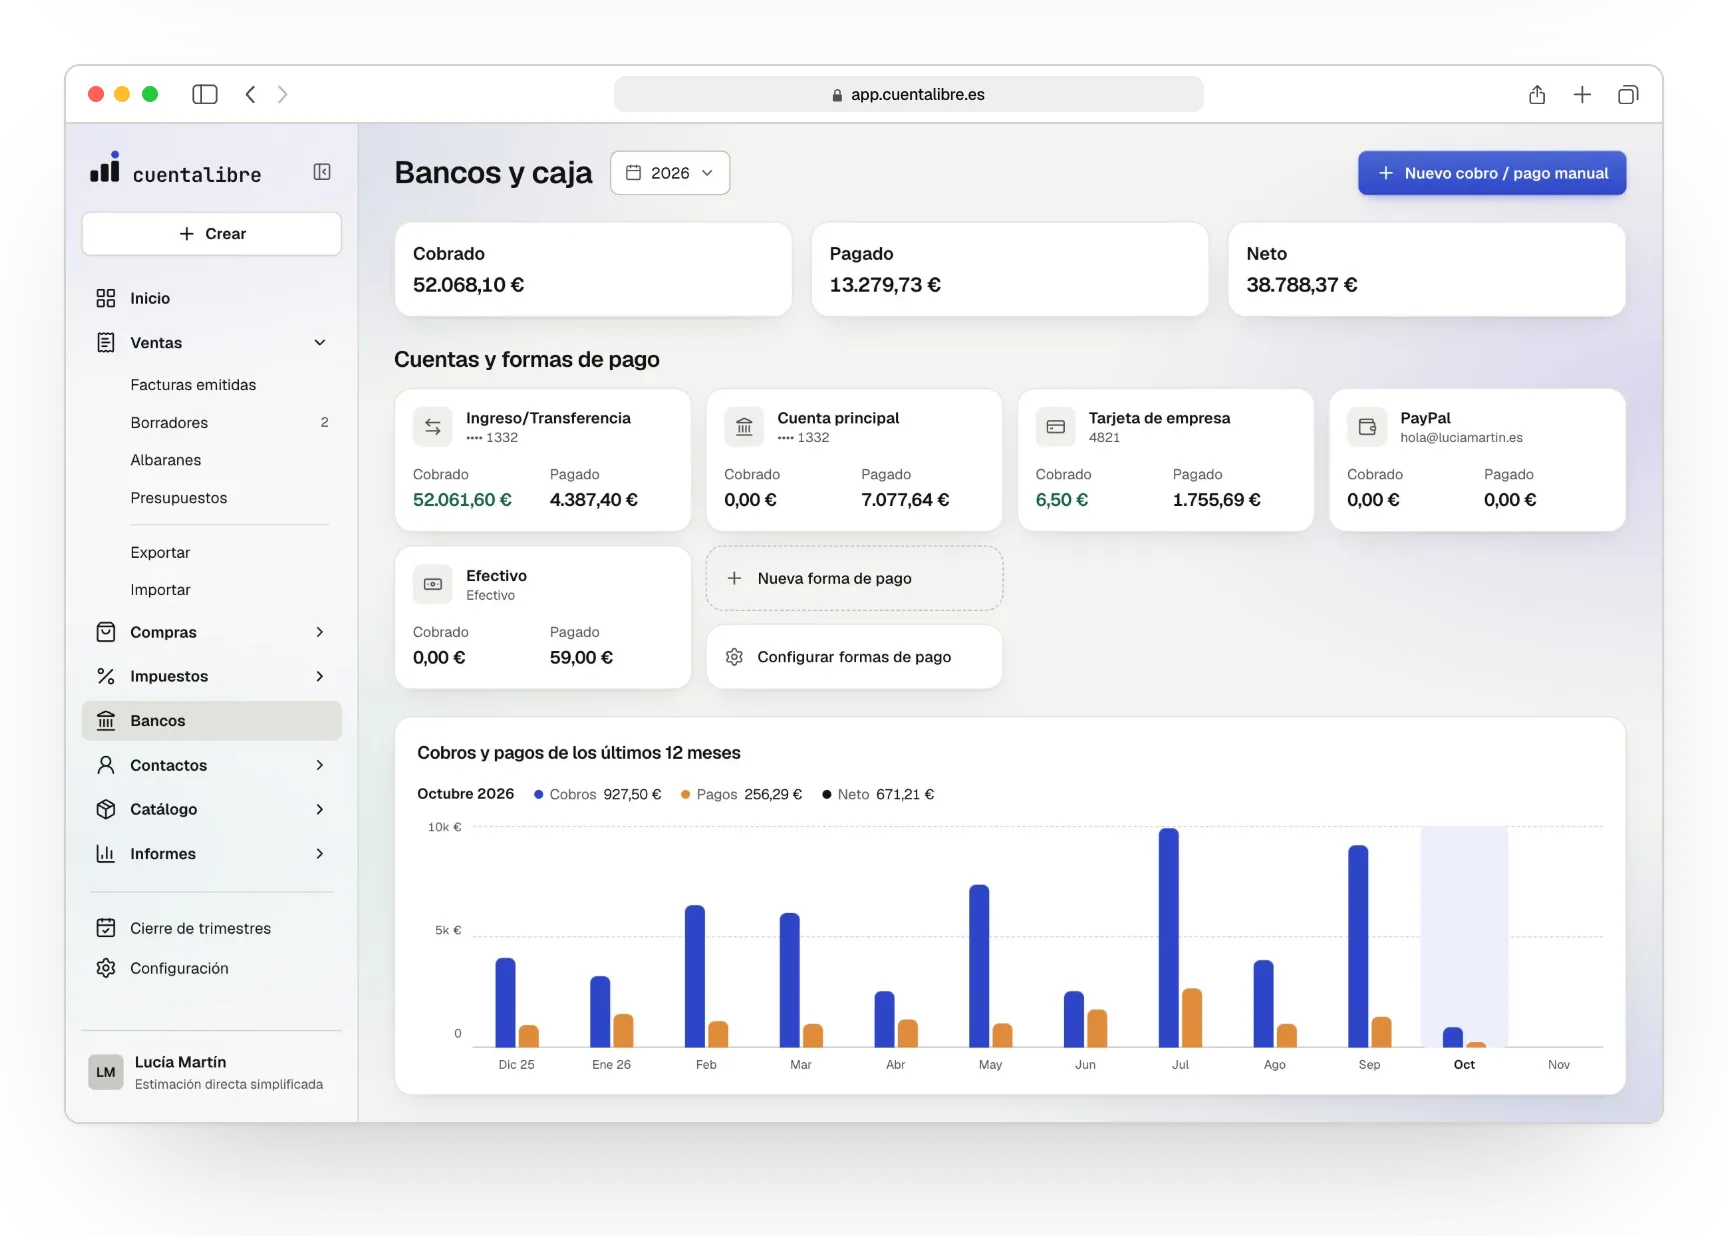 app.cuentalibre.es
cuentalibre
Crear
Inicio
Ventas
Facturas emitidas
Borradores 2
Albaranes
Presupuestos
Exportar
Importar
Compras
Impuestos
Bancos
Contactos
Catálogo
Informes
Cierre de trimestres
Configuración
LM
Lucía Martín
Estimación directa simplificada
Bancos y caja
2026
Nuevo cobro / pago manual
Cobrado
52.068,10 €
Pagado
13.279,73 €
Neto
38.788,37 €
Cuentas y formas de pago
Ingreso/Transferencia
•••• 1332
Cobrado Pagado
52.061,60 € 4.387,40 €
Cuenta principal
•••• 1332
Cobrado Pagado
0,00 € 7.077,64 €
Tarjeta de empresa
4821
Cobrado Pagado
6,50 € 1.755,69 €
PayPal
hola@luciamartin.es
Cobrado Pagado
0,00 € 0,00 €
Efectivo
Efectivo
Cobrado Pagado
0,00 € 59,00 €
Nueva forma de pago
Configurar formas de pago
Cobros y pagos de los últimos 12 meses
Octubre 2026 Cobros 927,50 € Pagos 256,29 € Neto 671,21 €
10k €
5k €
0
Dic 25 Ene 26 Feb Mar Abr May Jun Jul Ago Sep Oct Nov